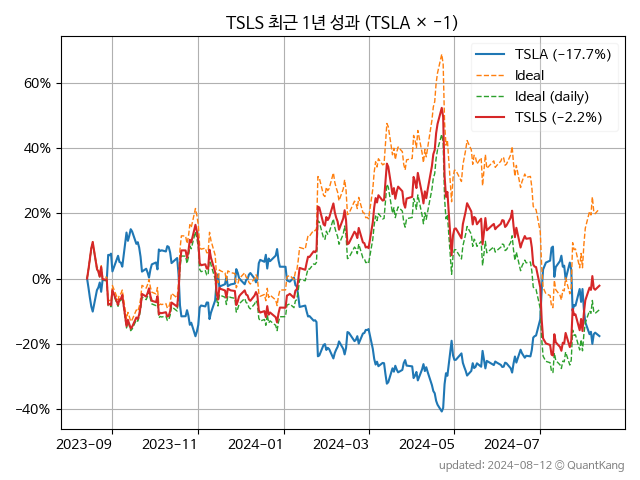 TSLS 최근 1년 성과 (TSLA × −1)
TSLA (−17.7%)
Ideal
Ideal (daily)
TSLS (−2.2%)
60%
40%
20%
0%
−20%
−40%
2023−09
2023−11
2024−01
2024−03
2024−05
2024−07
updated: 2024−08−12 © QuantKang